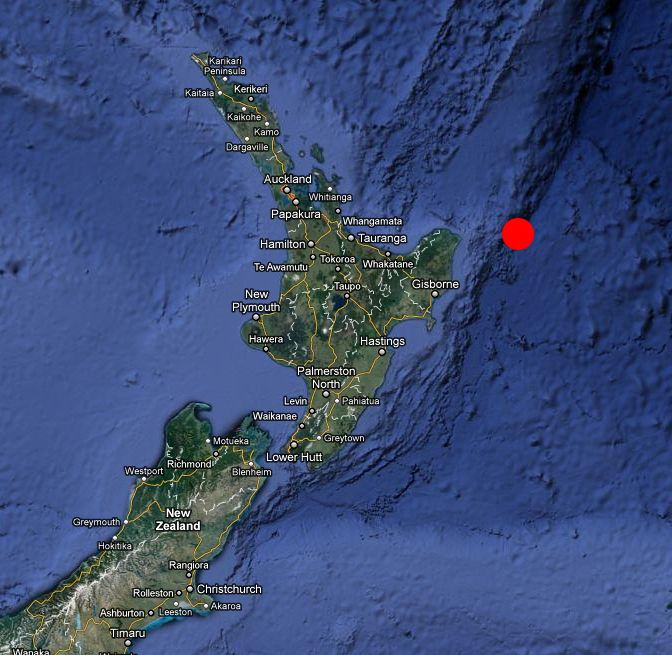 Karikari
Peninsula
Kaitaia
Kerikeri
Kaikohe
Kamo
Dargaville
Auckland
Whitianga
Papakura
Whangamata
Hamilton
Tauranga
Tokoroa
Te Awamutu
Whakatane
Taupo
Gisborne
New
Plymouth
Hawera
Hastings
Palmerston
North
Levin
Pahiatua
Waikanae
Greytown
Motueka
Lower Hutt
Richmond
Blenheim
Westport
New
Zealand
Greymouth
Hokitika
Rangiora
Rolleston
Christchurch
Ashburton
Leeston
Akaroa
Timaru
Wanaka